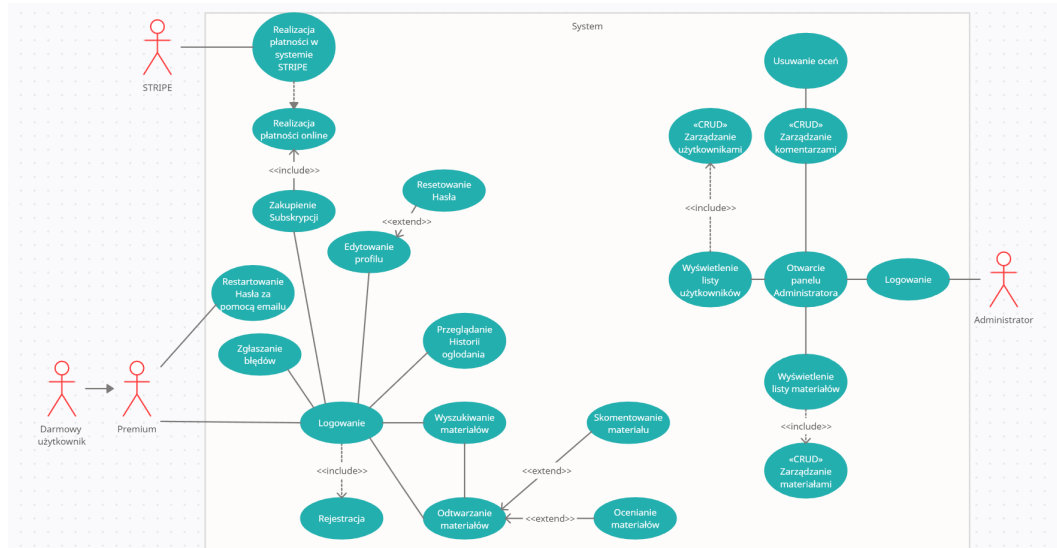 System
Realizacja
płatności w
systemie
STRIPE
STRIPE
Realizacja
płatności online
<<include>>
Zakupienie
Subskrypcji
Resetowanie
Hasła
<<extend>>
Edytowanie
profilu
Restartowanie
Hasła za
pomocą emailu
Zgłaszanie
błędów
Przeglądanie
Historii
oglodania
Darmowy
użytkownik
Premium
Logowanie
Wyszukiwanie
materiałów
Skomentowanie
materiału
<<include>>
<<extend>>
Rejestracja
Odtwarzanie
materiałów
<<extend>>
Ocenianie
materiałów
Usuwanie oceń
«CRUD»
Zarządzanie
użytkownikami
«CRUD»
Zarządzanie
komentarzami
<<include>>
Wyświetlenie
listy
użytkowników
Otwarcie
panelu
Administratora
Logowanie
Administrator
Wyświetlenie
listy materiałów
<<include>>
«CRUD»
Zarządzanie
materiałami